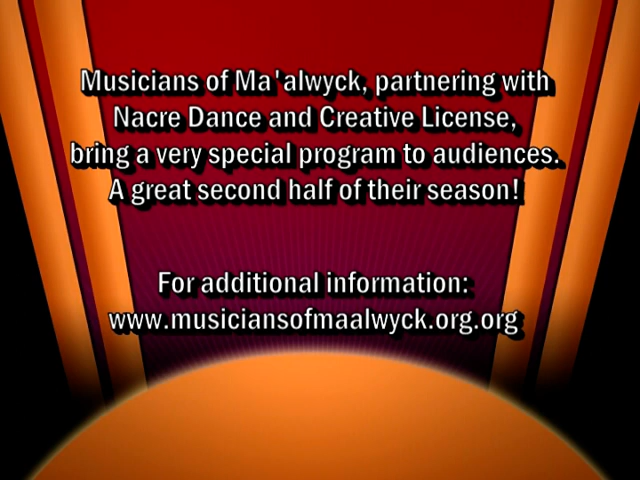 Musicians of Ma'alwyck, partnering with
Nacre Dance and Creative License,
bring a very special program to audiences.
A great second half of their season!
For additional information:
www.musiciansofmaalwyck.org.org